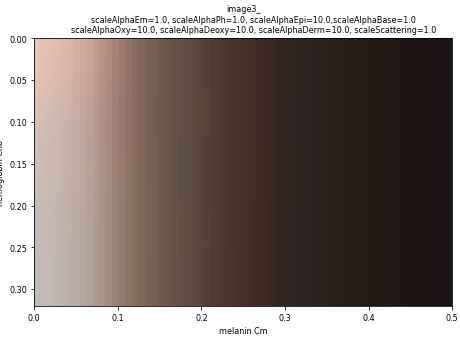 image3_
scaleAlphaEm=1.0, scaleAlphaPh=1.0, scaleAlphaEpi=10.0,scaleAlphaBase=1.0
scaleAlphaOxy=10.0, scaleAlphaDeoxy=10.0, scaleAlphaDerm=10.0, scaleScattering=1.0
0.00
0.05
0.10
0.15
0.20
0.25
0.30
0.0 0.1 0.2 0.3 0.4 0.5
melanin Cm